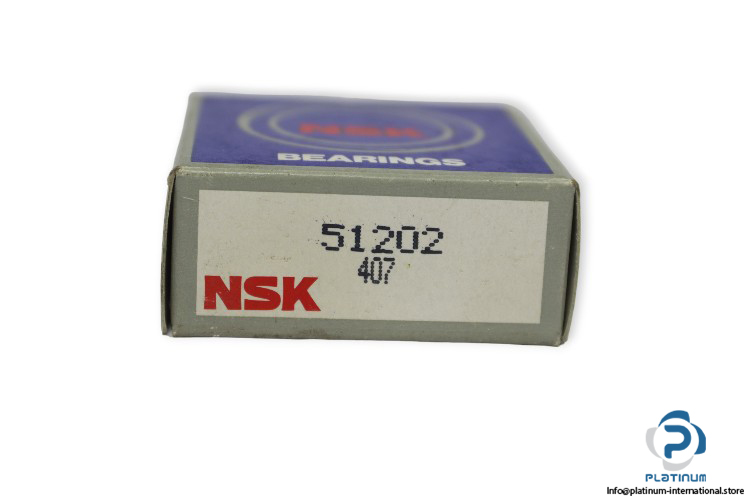 NSK
BEARINGS
51202
407
NSK
PLATINUM
Info@platinum-international.store